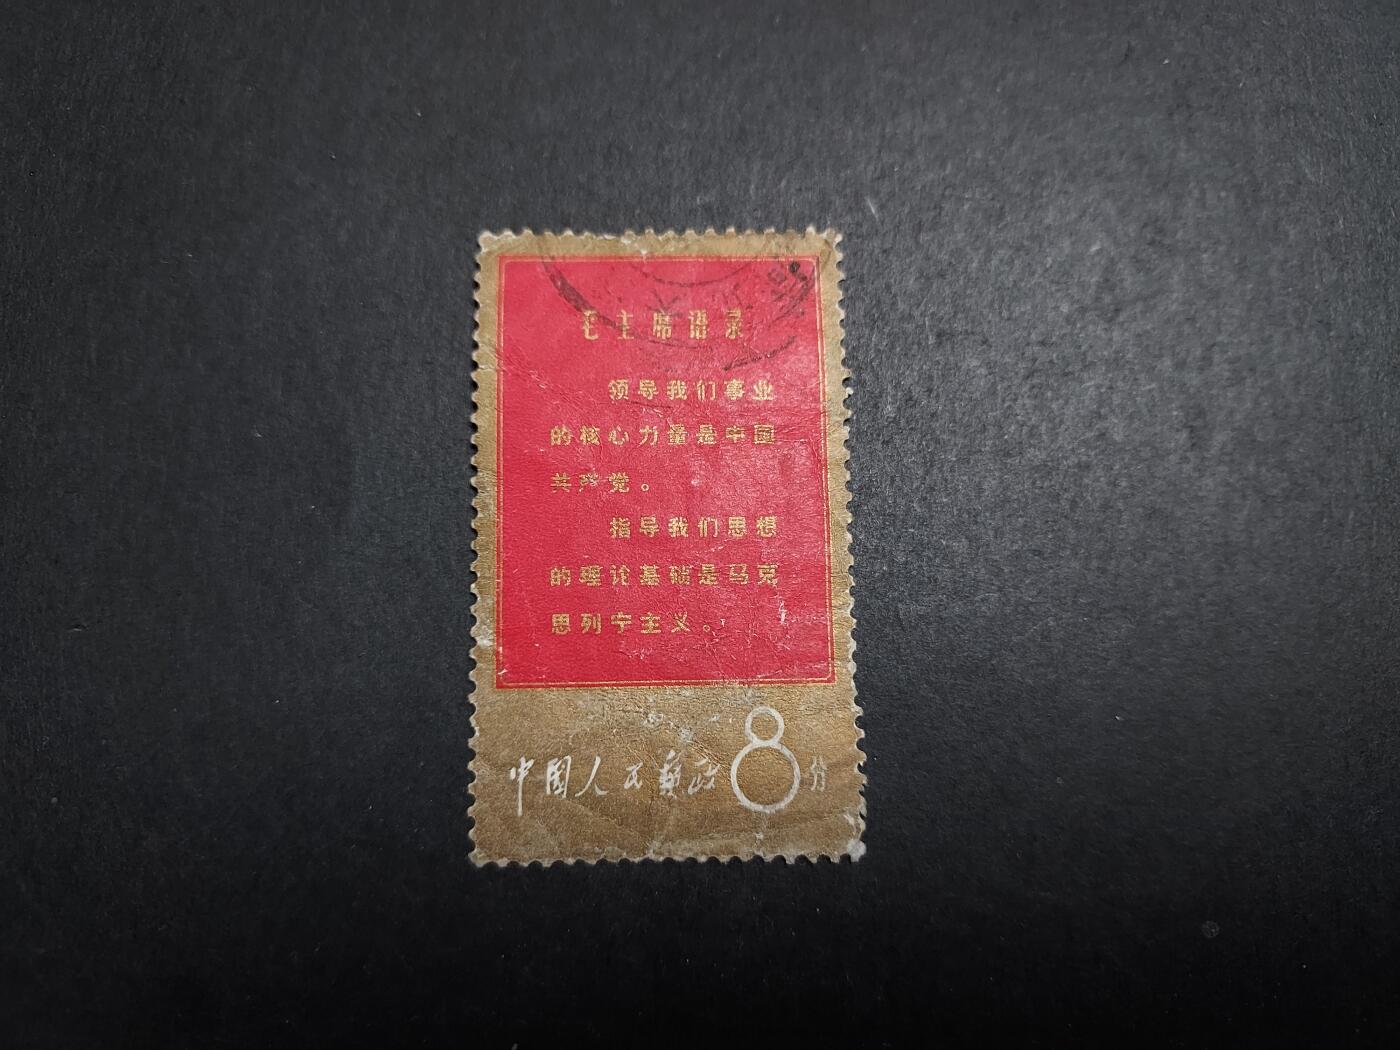 毛主席语录
领导我们事业
的核心力量是中国
共产党。
指导我们思想
的理论基础是马克
思列宁主义。
中国人民邮政8分